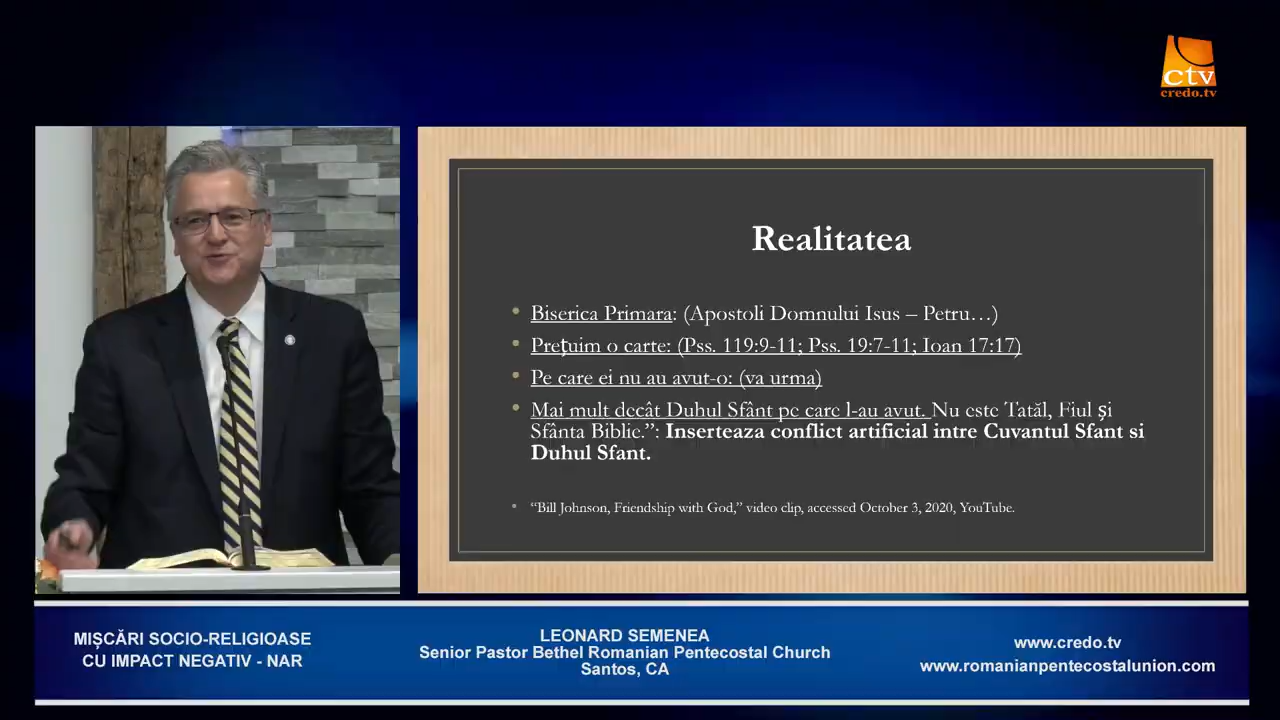 ctv
credo.tv
Realitatea
• Biserica Primara: (Apostoli Domnului Isus – Petru…)
• Prețuim o carte: (Pss. 119:9-11; Pss. 19:7-11; Ioan 17:17)
• Pe care ei nu au avut-o: (va urma)
• Mai mult decât Duhul Sfânt pe care l-au avut. Nu este Tatăl, Fiul și
Sfânta Biblie.”: Inserteaza conflict artificial intre Cuvantul Sfant si
Duhul Sfant.
• “Bill Johnson, Friendship with God,” video clip, accessed October 3, 2020, YouTube.
MIȘCĂRI SOCIO-RELIGIOASE
CU IMPACT NEGATIV - NAR
LEONARD SEMENEA
Senior Pastor Bethel Romanian Pentecostal Church
Santos, CA
www.credo.tv
www.romanianpentecostalunion.com